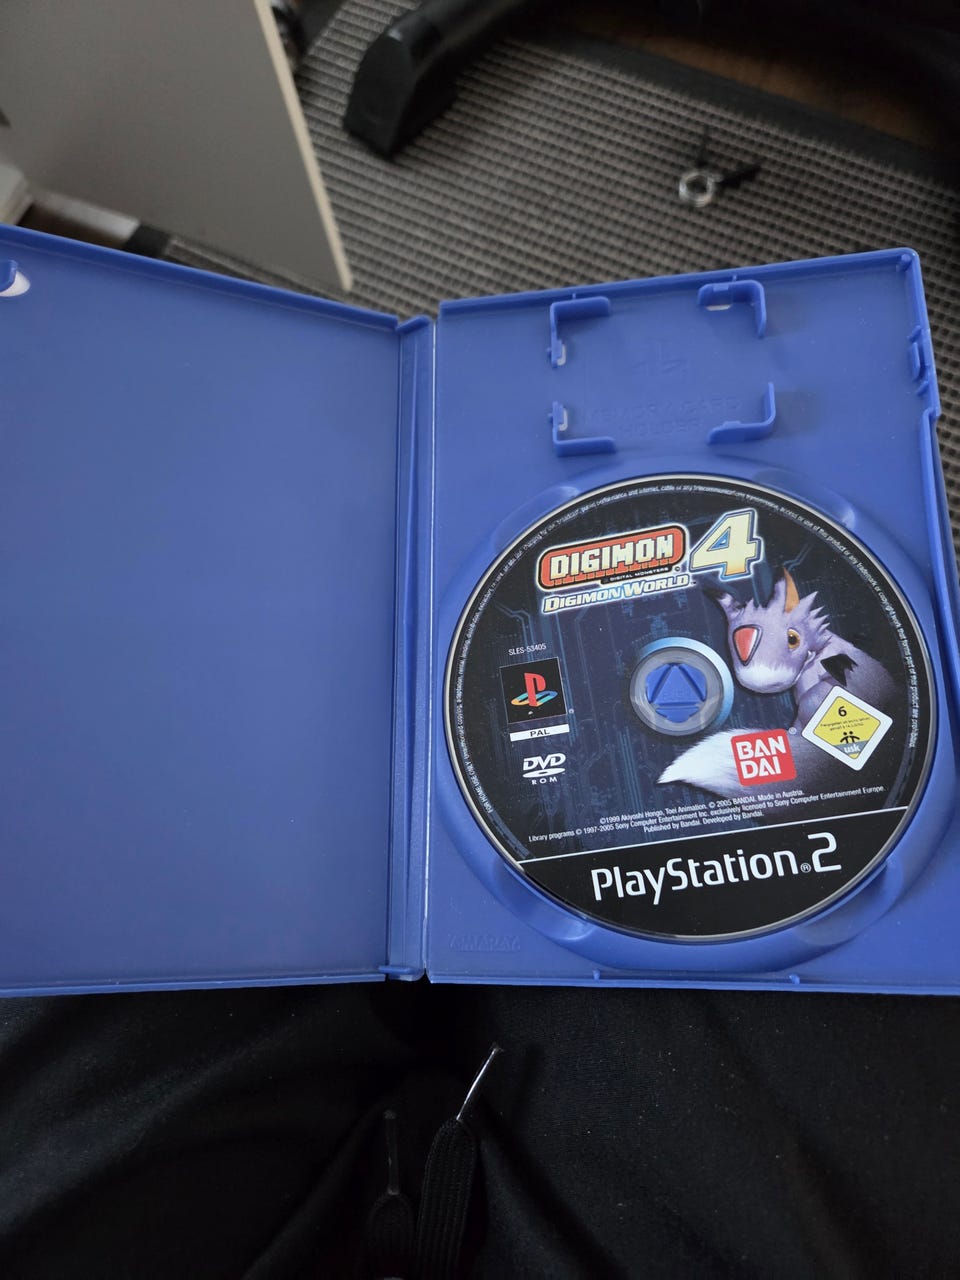 MEMORY CARD
HOLDER
DIGIMON
DIGITAL MONSTERS
4
DIGIMON WORLD
SLES-53405
PAL
DVD
ROM
6
usk
BAN
DAI
©1999 Akiyoshi Hongo, Toei Animation. © 2005 BANDAI. Made in Austria.
Library programs © 1997-2005 Sony Computer Entertainment Inc. exclusively licensed to Sony Computer Entertainment Europe.
Published by Bandai. Developed by Bandai.
PlayStation®2
AMARAY